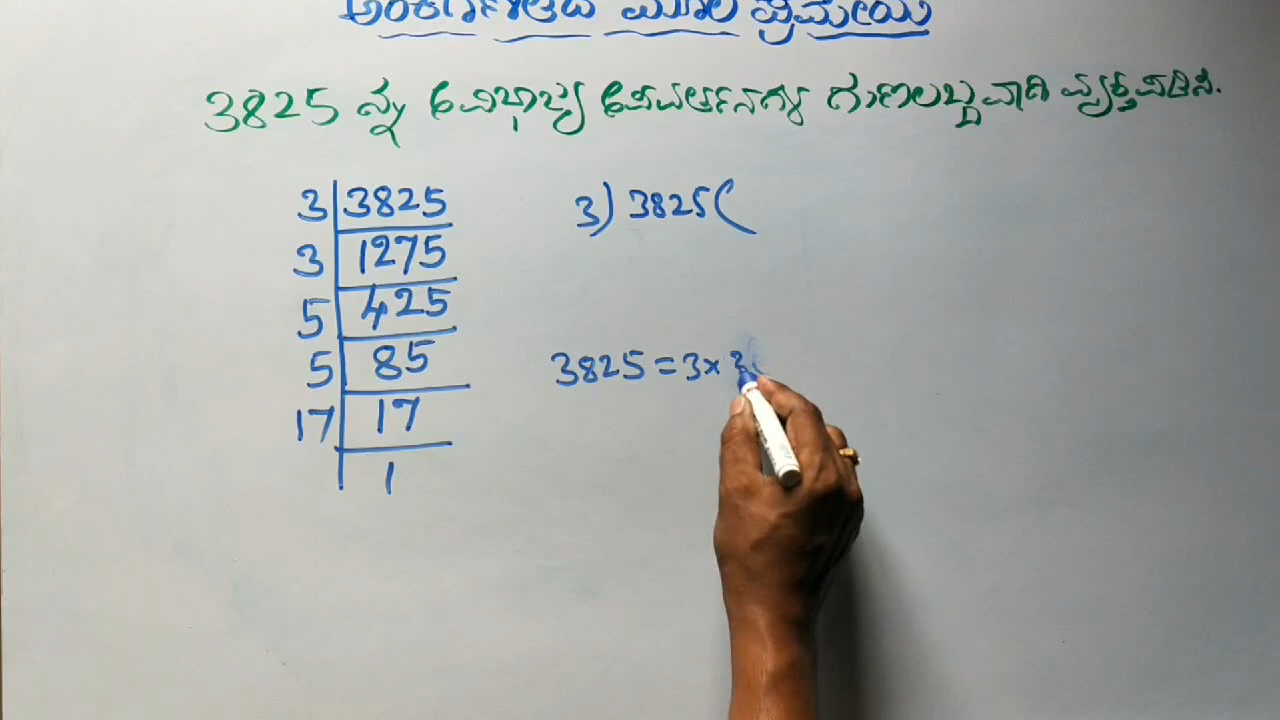 ಅಂಕಗಣಿತದ ಮೂಲ ಪ್ರಮೇಯ
3825 ನ್ನು ಅವಿಭಾಜ್ಯ ಅಪವರ್ತನಗಳ ಗುಣಲಬ್ಧವಾಗಿ ವ್ಯಕ್ತಪಡಿಸಿ.
3 | 3825
3 | 1275
5 | 425
5 | 85
17 | 17
1
3) 3825 (
3825 = 3 × 3